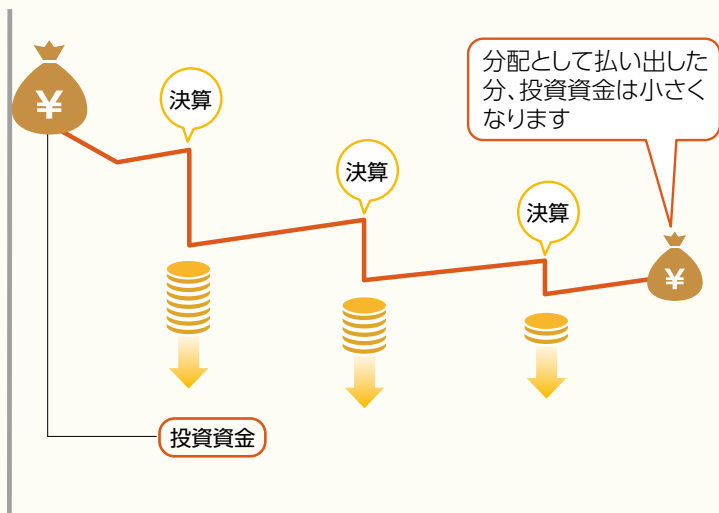 ¥
決算
決算
決算
分配として払い出した
分、投資資金は小さく
なります
¥
投資資金